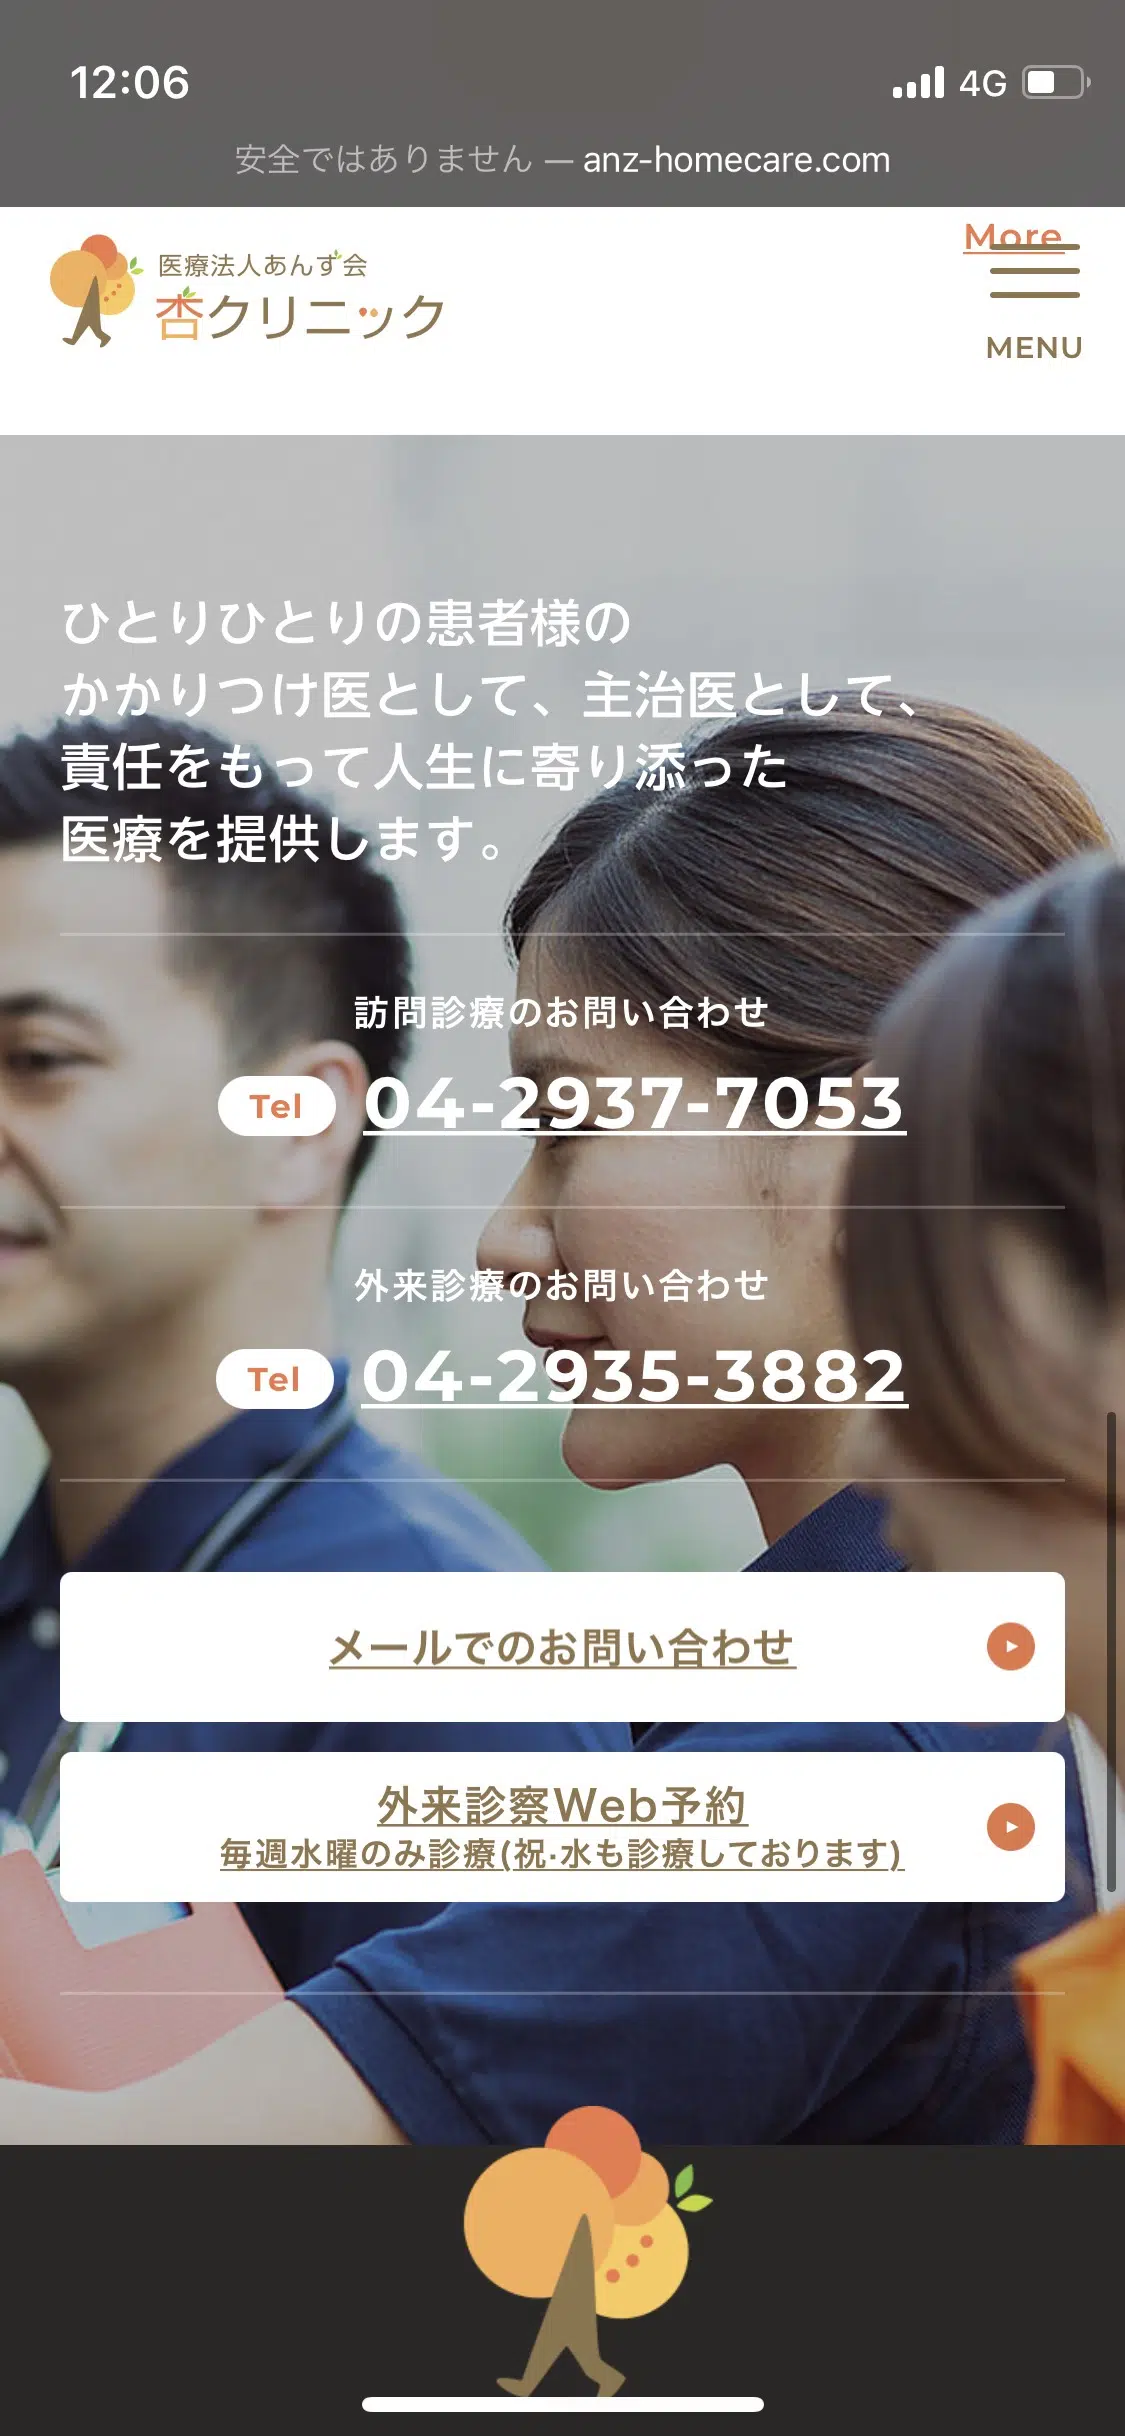 12:06 4G
安全ではありません — anz-homecare.com
More
医療法人あんず会
杏クリニック
MENU
ひとりひとりの患者様の
かかりつけ医として、主治医として、
責任をもって人生に寄り添った
医療を提供します。
訪問診療のお問い合わせ
Tel 04-2937-7053
外来診療のお問い合わせ
Tel 04-2935-3882
メールでのお問い合わせ
外来診察Web予約
毎週水曜のみ診療(祝·水も診療しております)